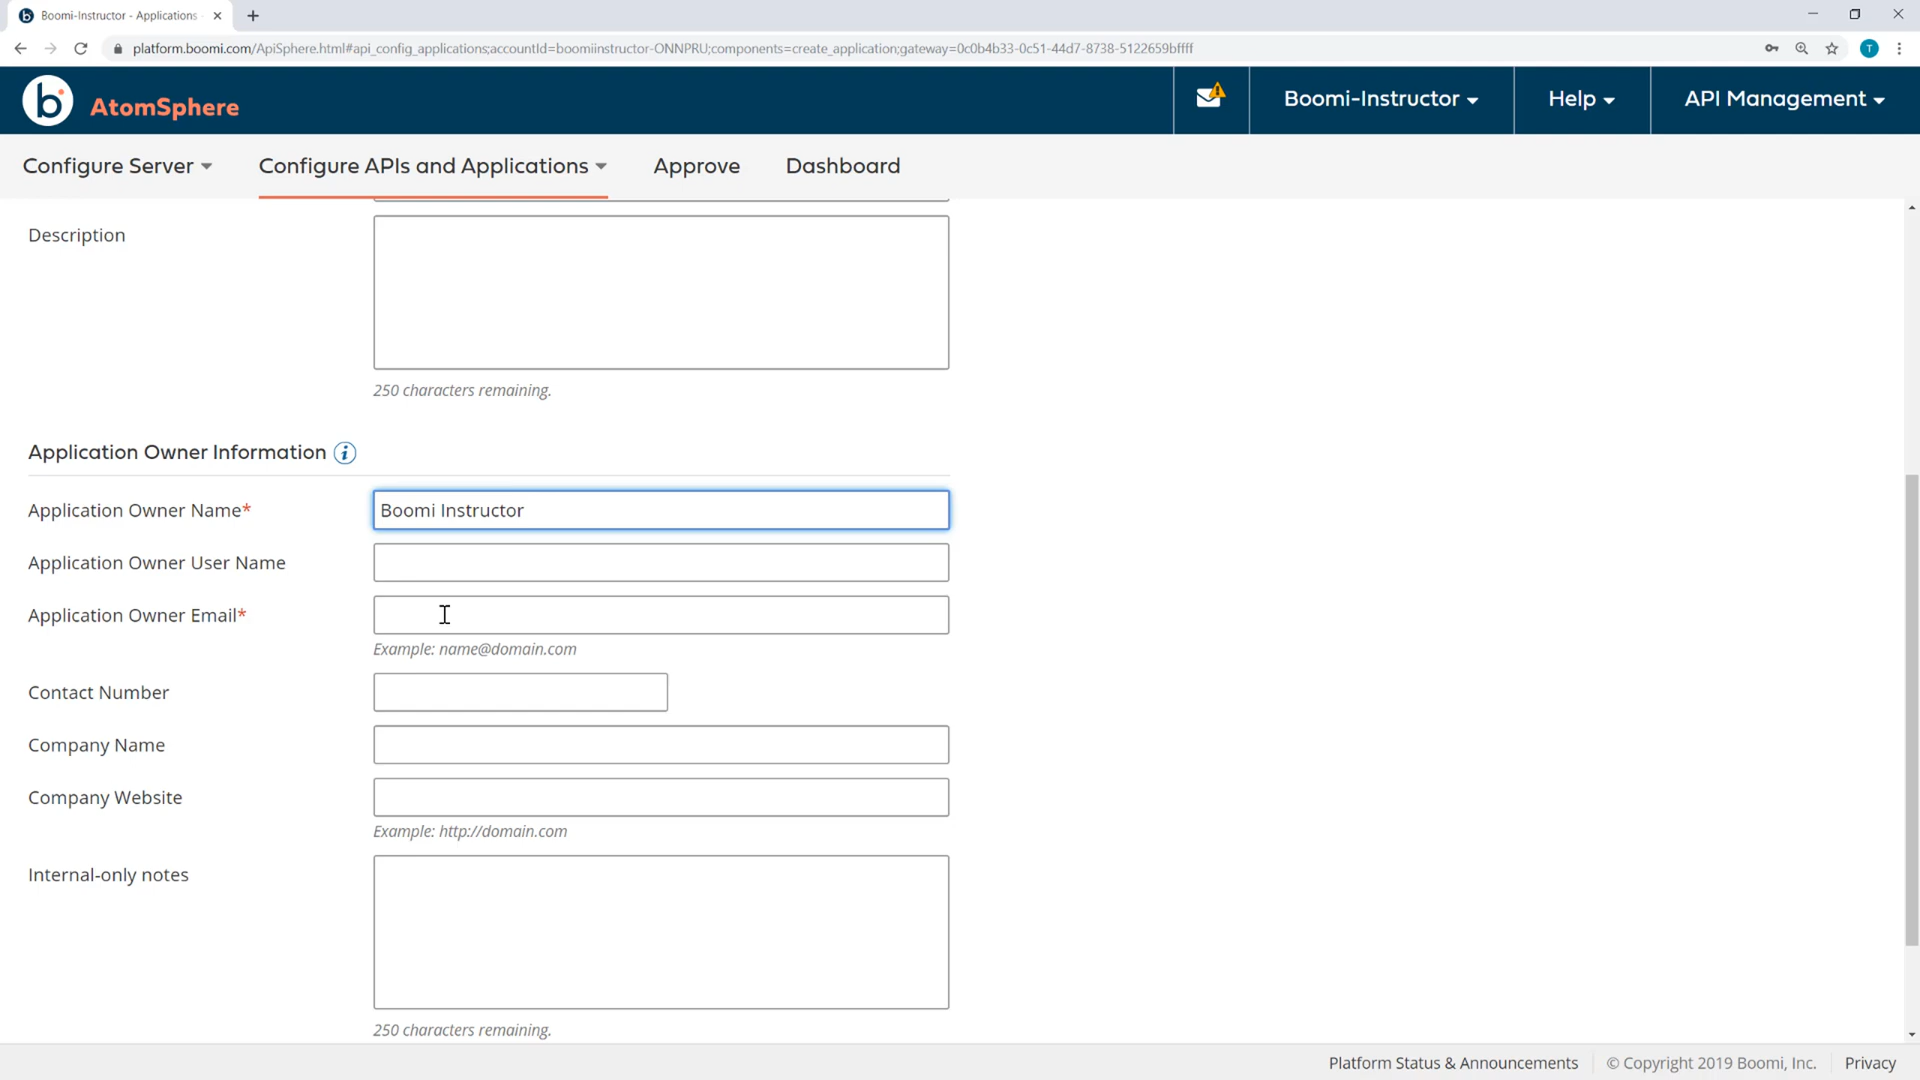 Boomi-Instructor - Applications
platform.boomi.com/ApiSphere.html#api_config_applications;accountId=boomiinstructor-ONNPRU;components=create_application;gateway=0c0b4b33-0c51-44d7-8738-5122659bffff
T
b AtomSphere
Boomi-Instructor
Help
API Management
Configure Server
Configure APIs and Applications
Approve
Dashboard
Description
250 characters remaining.
Application Owner Information i
Application Owner Name* Boomi Instructor
Application Owner User Name
Application Owner Email*
Example: name@domain.com
Contact Number
Company Name
Company Website
Example: http://domain.com
Internal-only notes
250 characters remaining.
Platform Status & Announcements
© Copyright 2019 Boomi, Inc.
Privacy